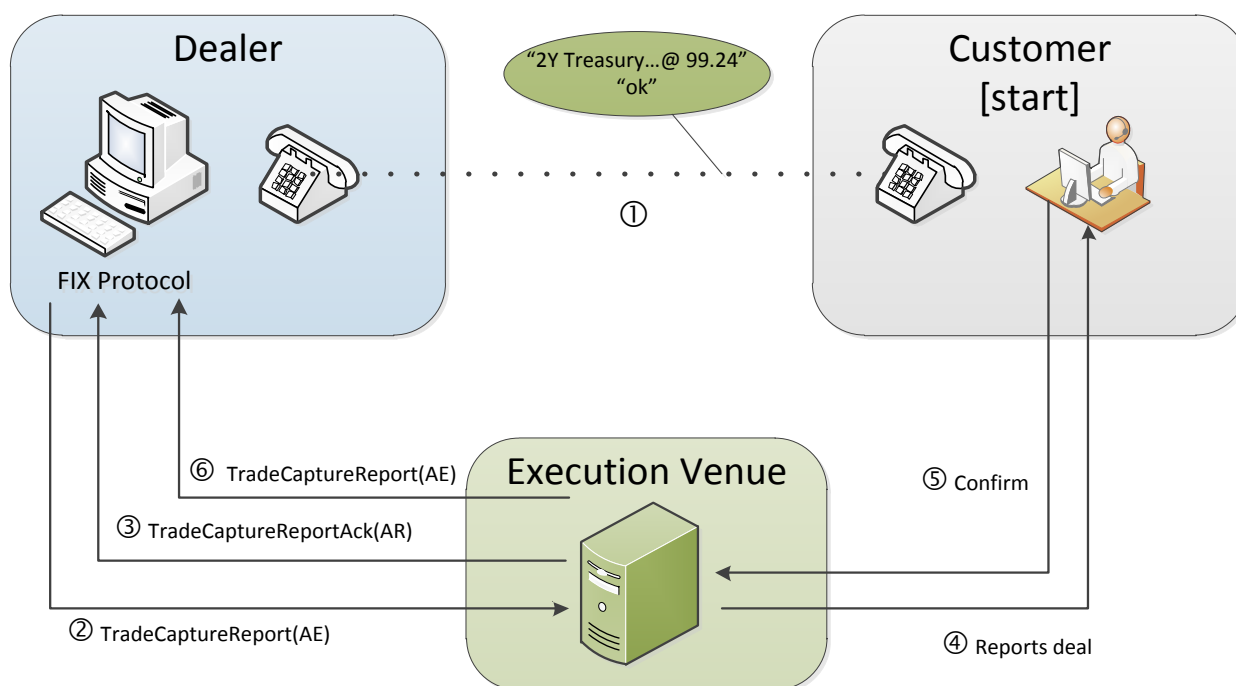 Dealer
“2Y Treasury...@ 99.24”
“ok”
Customer
[start]
①
FIX Protocol
⑥ TradeCaptureReport(AE)
Execution Venue
⑤ Confirm
③ TradeCaptureReportAck(AR)
② TradeCaptureReport(AE)
④ Reports deal